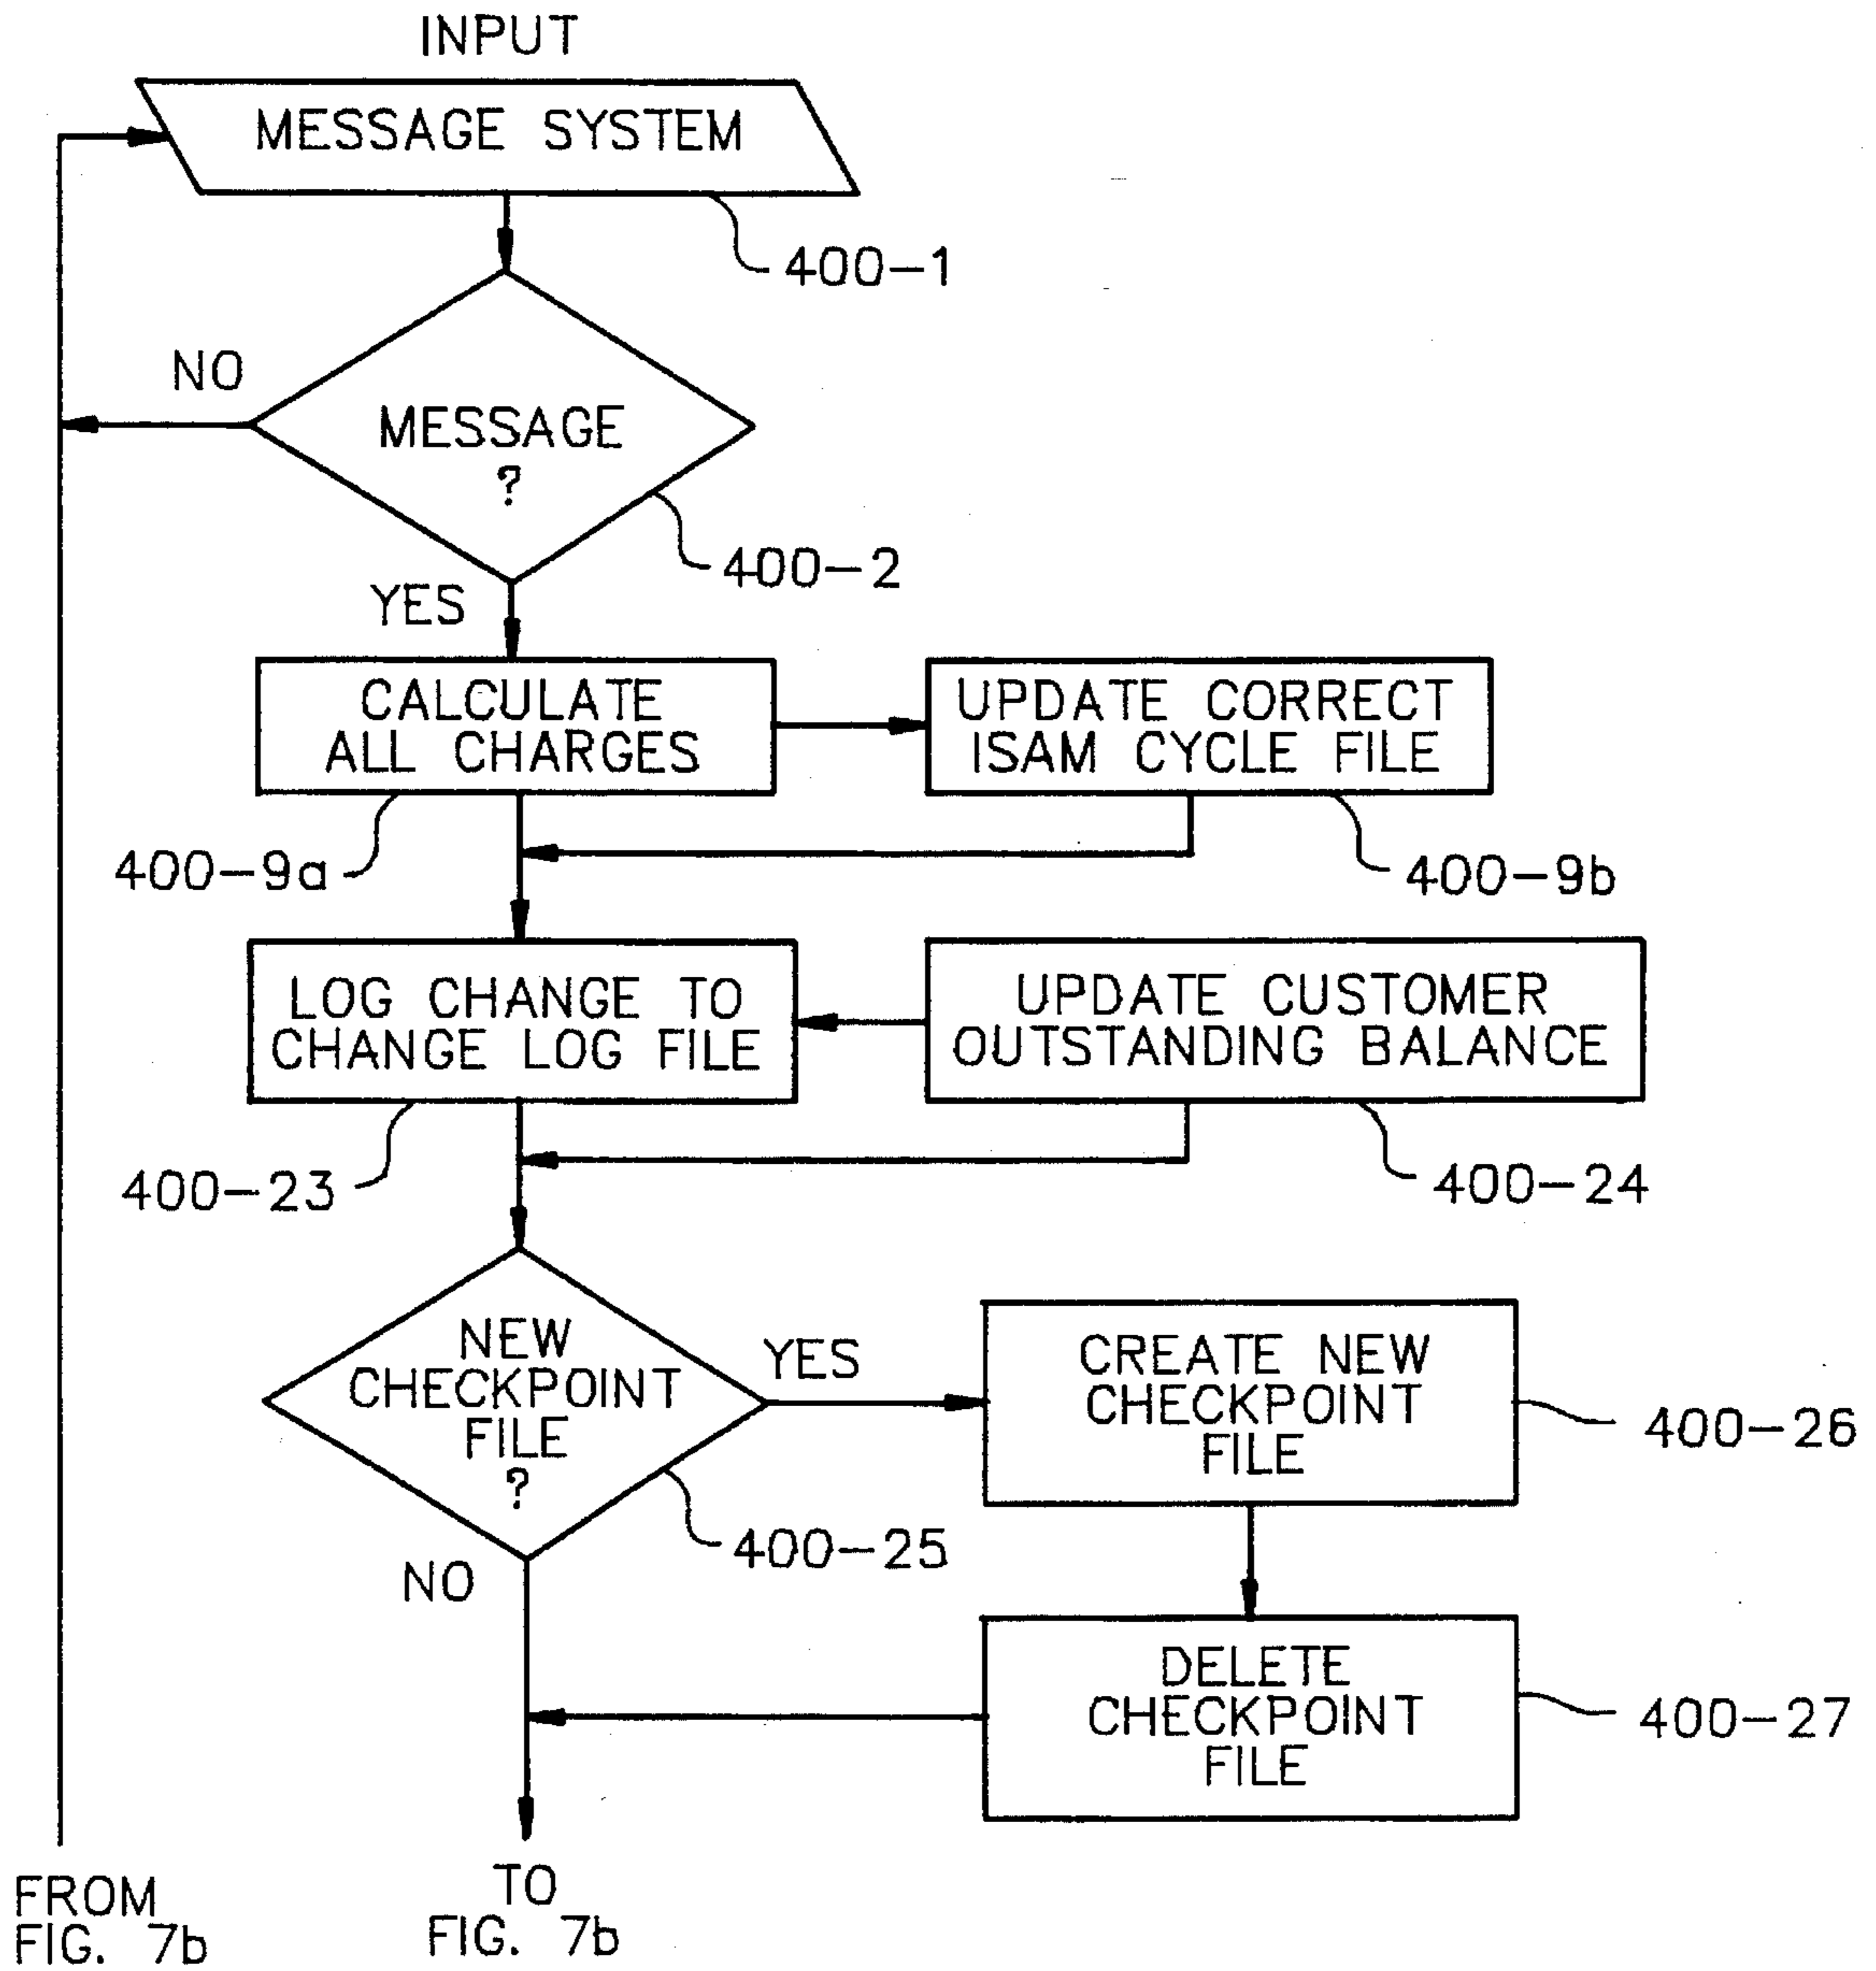 INPUT
MESSAGE SYSTEM
400-1
NO
MESSAGE
?
400-2
YES
CALCULATE
ALL CHARGES
UPDATE CORRECT
ISAM CYCLE FILE
400-9a
400-9b
LOG CHANGE TO
CHANGE LOG FILE
UPDATE CUSTOMER
OUTSTANDING BALANCE
400-23
400-24
NEW
CHECKPOINT
FILE
?
YES
CREATE NEW
CHECKPOINT
FILE
400-26
400-25
NO
DELETE
CHECKPOINT
FILE
400-27
FROM
FIG. 7b
TO
FIG. 7b